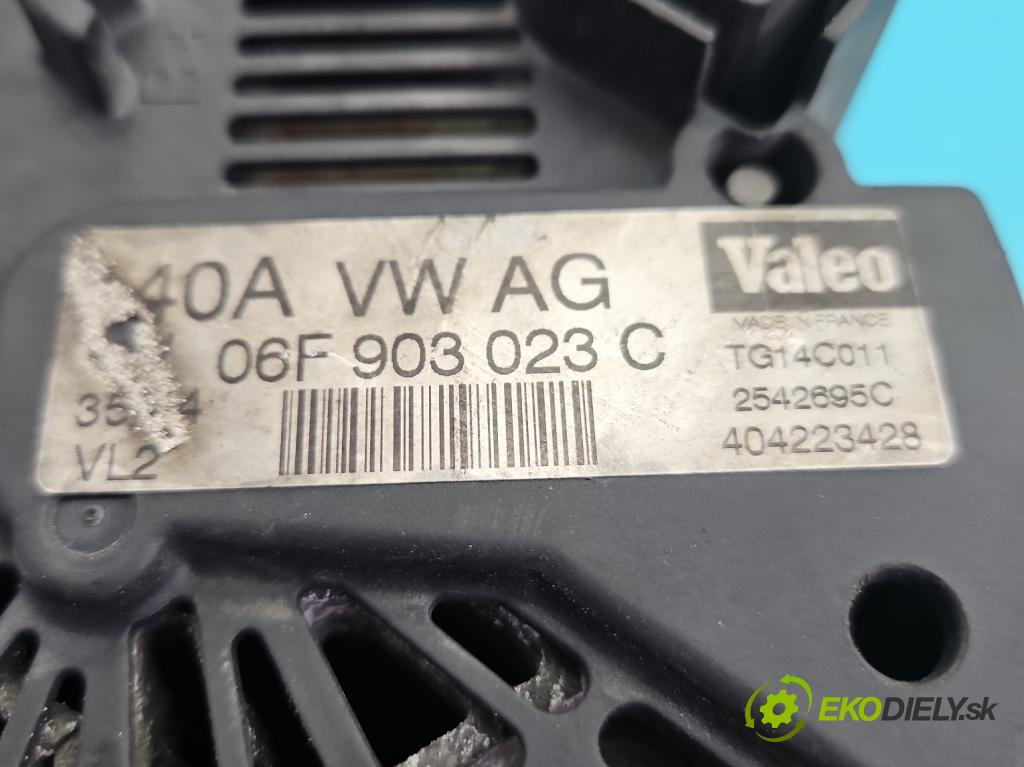 40A VW AG
06F 903 023 C
VL2
Valeo
MADE IN FRANCE
TG14C011
2542695C
404223428
EKODIELY.sk